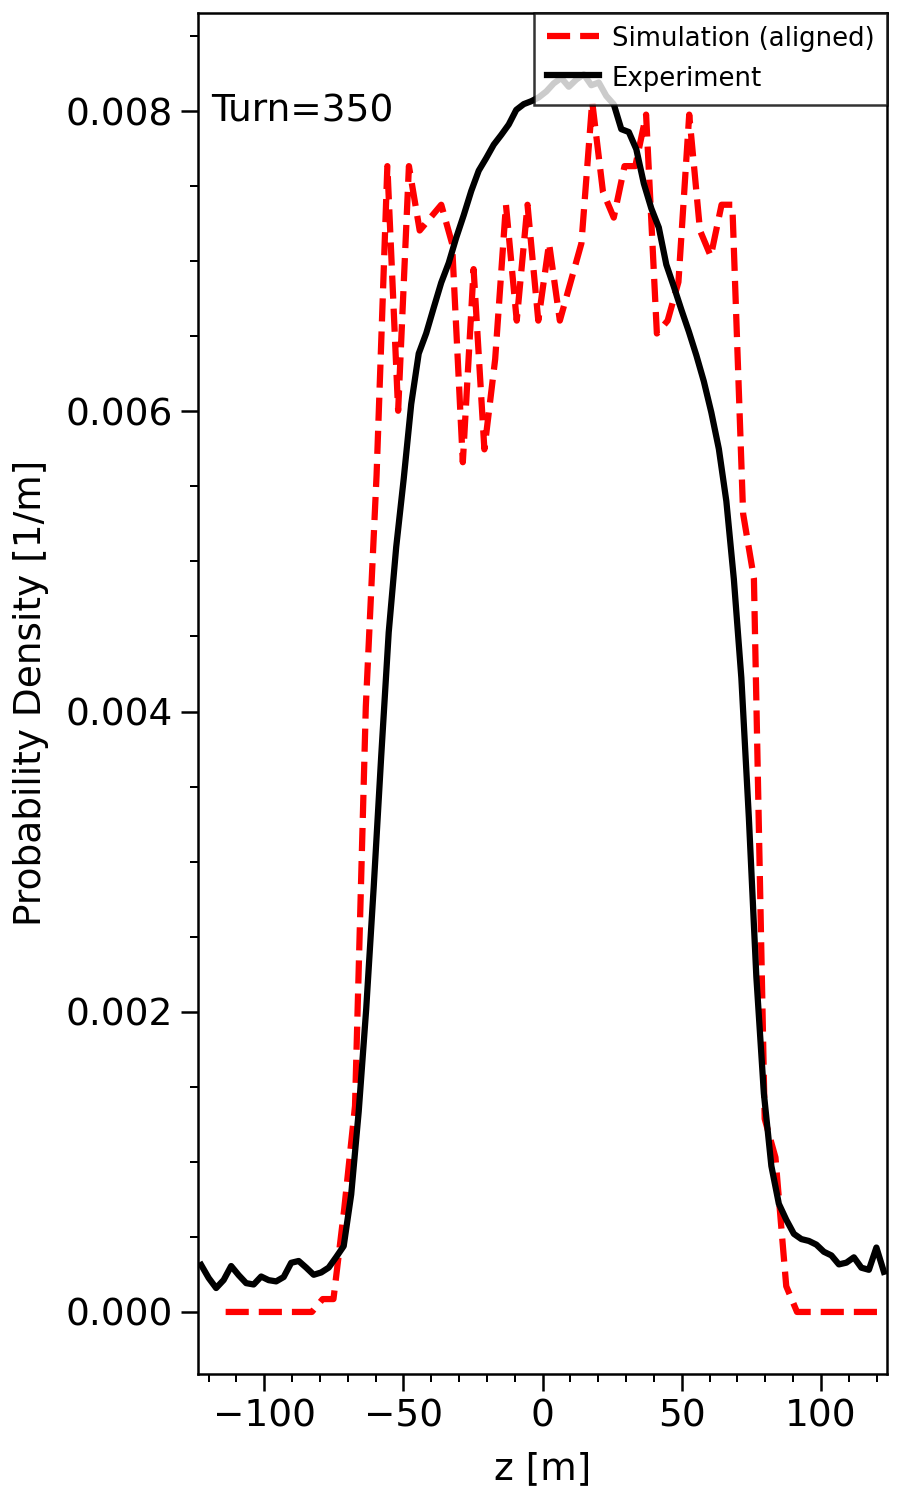 Simulation (aligned)
Experiment
Turn=350
0.008
0.006
0.004
0.002
0.000
Probability Density [1/m]
−100
−50
0
50
100
z [m]